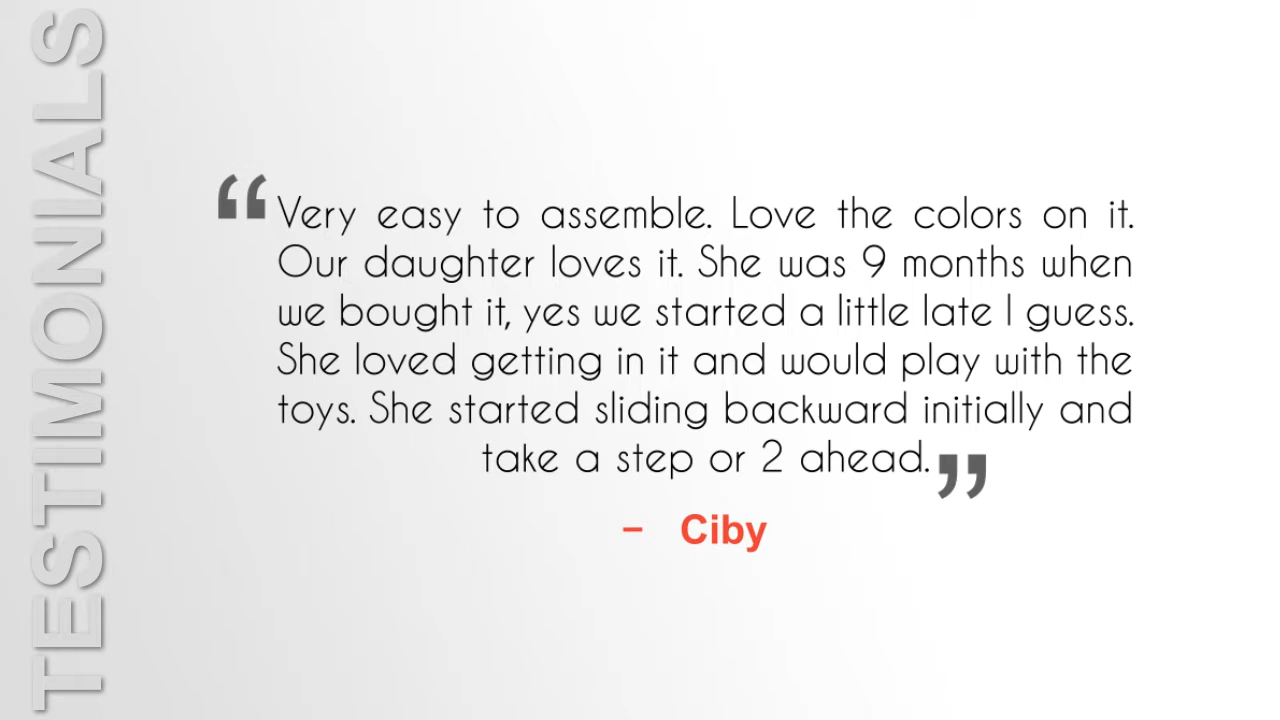 TESTIMONIALS
“Very easy to assemble. Love the colors on it.
Our daughter loves it. She was 9 months when
we bought it, yes we started a little late I guess.
She loved getting in it and would play with the
toys. She started sliding backward initially and
take a step or 2 ahead.”
– Ciby